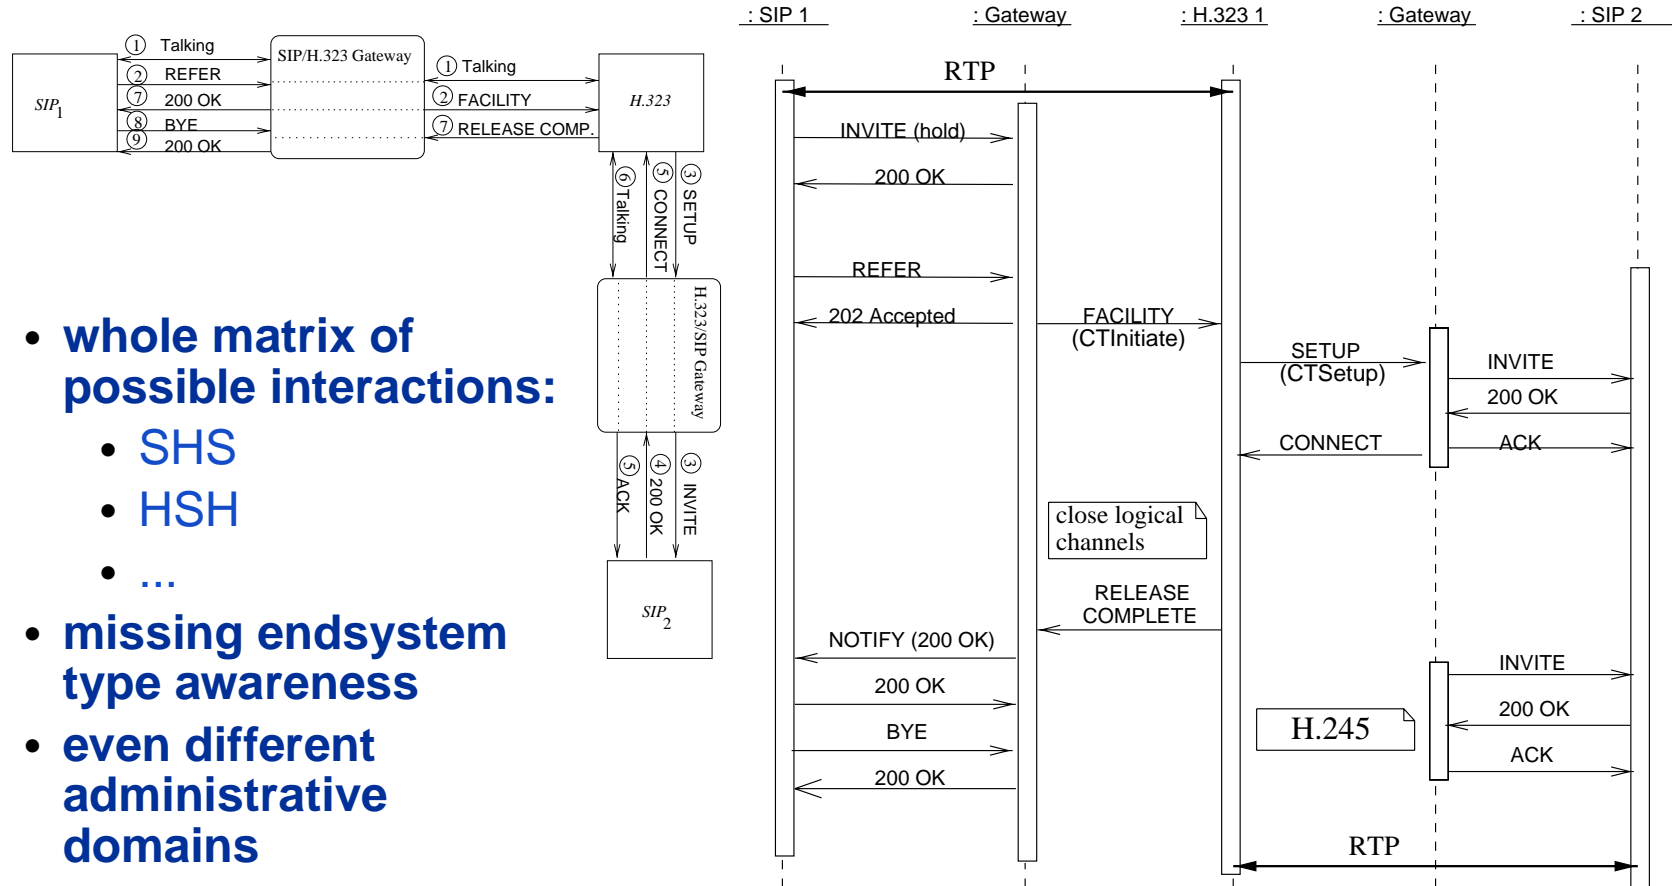 ① Talking
② REFER
⑦ 200 OK
⑧ BYE
⑨ 200 OK
SIP1
SIP/H.323 Gateway
① Talking
② FACILITY
⑦ RELEASE COMP.
H.323
⑥ Talking
⑤ CONNECT
③ SETUP
H.323/SIP Gateway
⑤ ACK
④ 200 OK
③ INVITE
SIP2
• whole matrix of
possible interactions:
• SHS
• HSH
• ...
• missing endsystem
type awareness
• even different
administrative
domains
: SIP 1
: Gateway
: H.323 1
: Gateway
: SIP 2
RTP
INVITE (hold)
200 OK
REFER
202 Accepted
FACILITY
(CTInitiate)
SETUP
(CTSetup)
INVITE
200 OK
CONNECT
ACK
close logical
channels
RELEASE
COMPLETE
NOTIFY (200 OK)
200 OK
BYE
200 OK
INVITE
H.245
200 OK
ACK
RTP